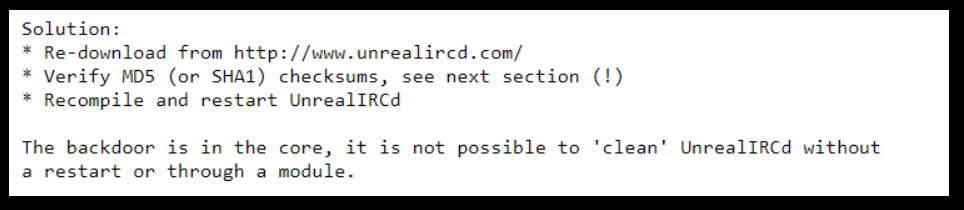 Solution:
* Re-download from http://www.unrealircd.com/
* Verify MD5 (or SHA1) checksums, see next section (!)
* Recompile and restart UnrealIRCd
The backdoor is in the core, it is not possible to 'clean' UnrealIRCd without
a restart or through a module.